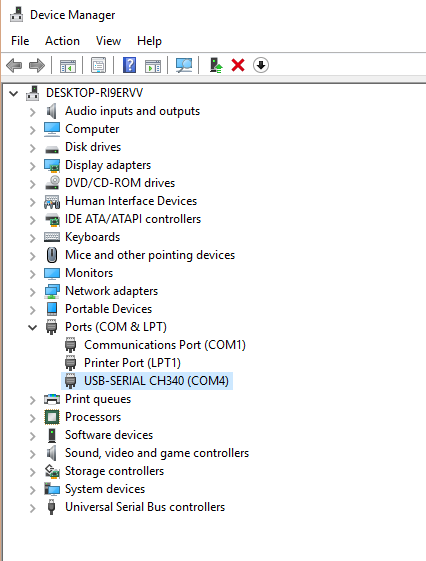 Device Manager
File Action View Help
DESKTOP-RI9ERVV
Audio inputs and outputs
Computer
Disk drives
Display adapters
DVD/CD-ROM drives
Human Interface Devices
IDE ATA/ATAPI controllers
Keyboards
Mice and other pointing devices
Monitors
Network adapters
Portable Devices
Ports (COM & LPT)
Communications Port (COM1)
Printer Port (LPT1)
USB-SERIAL CH340 (COM4)
Print queues
Processors
Software devices
Sound, video and game controllers
Storage controllers
System devices
Universal Serial Bus controllers